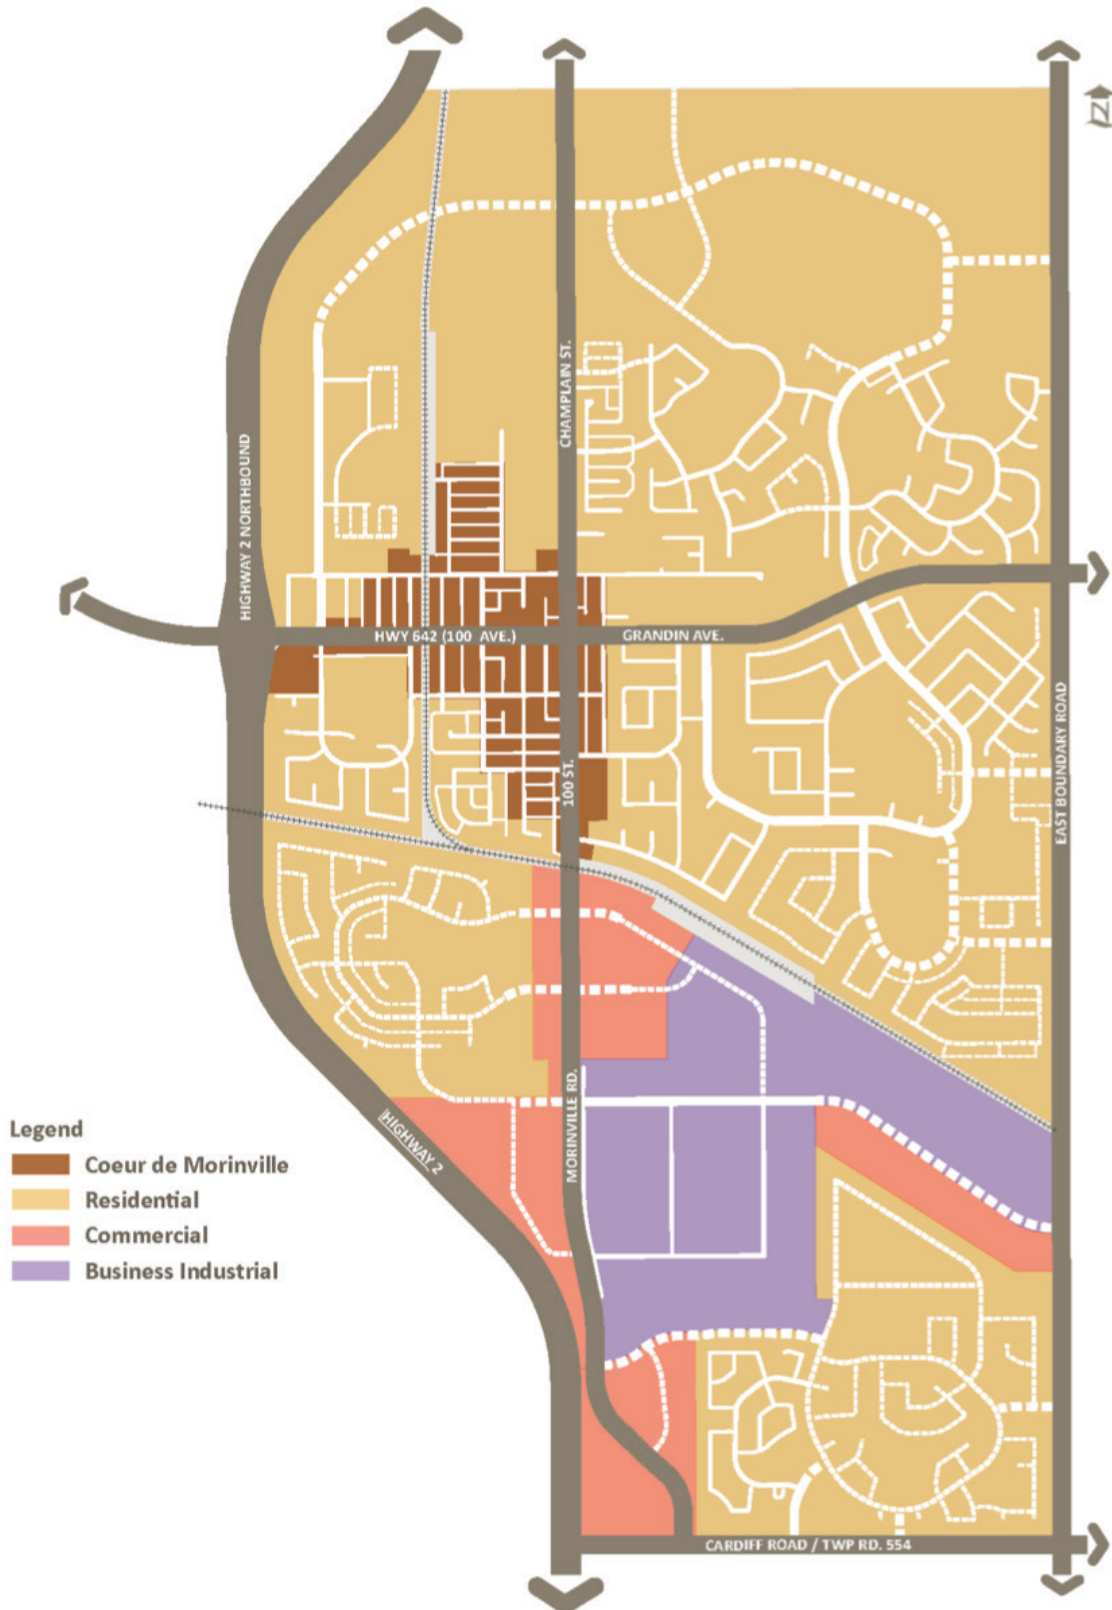 N
CHAMPLAIN ST.
HIGHWAY 2 NORTHBOUND
HWY 642 (100 AVE.)
GRANDIN AVE.
100 ST.
EAST BOUNDARY ROAD
MORINVILLE RD.
HIGHWAY 2
Legend
Coeur de Morinville
Residential
Commercial
Business Industrial
CARDIFF ROAD / TWP RD. 554